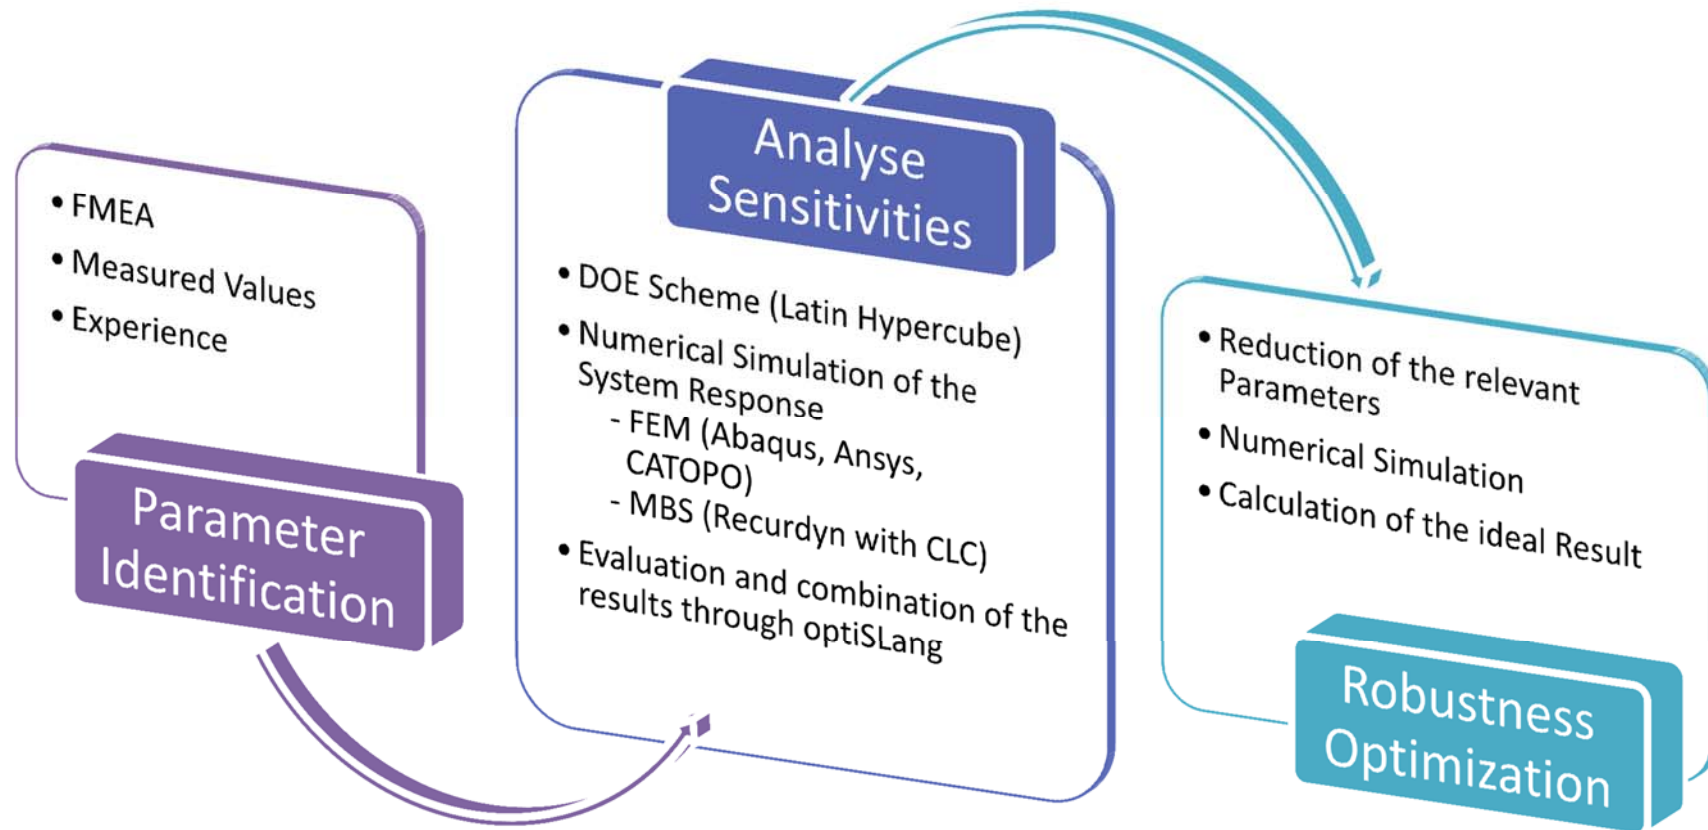 • FMEA
• Measured Values
• Experience
Parameter
Identification
Analyse
Sensitivities
• DOE Scheme (Latin Hypercube)
• Numerical Simulation of the
System Response
- FEM (Abaqus, Ansys,
CATOPO)
- MBS (Recurdyn with CLC)
• Evaluation and combination of the
results through optiSLang
• Reduction of the relevant
Parameters
• Numerical Simulation
• Calculation of the ideal Result
Robustness
Optimization